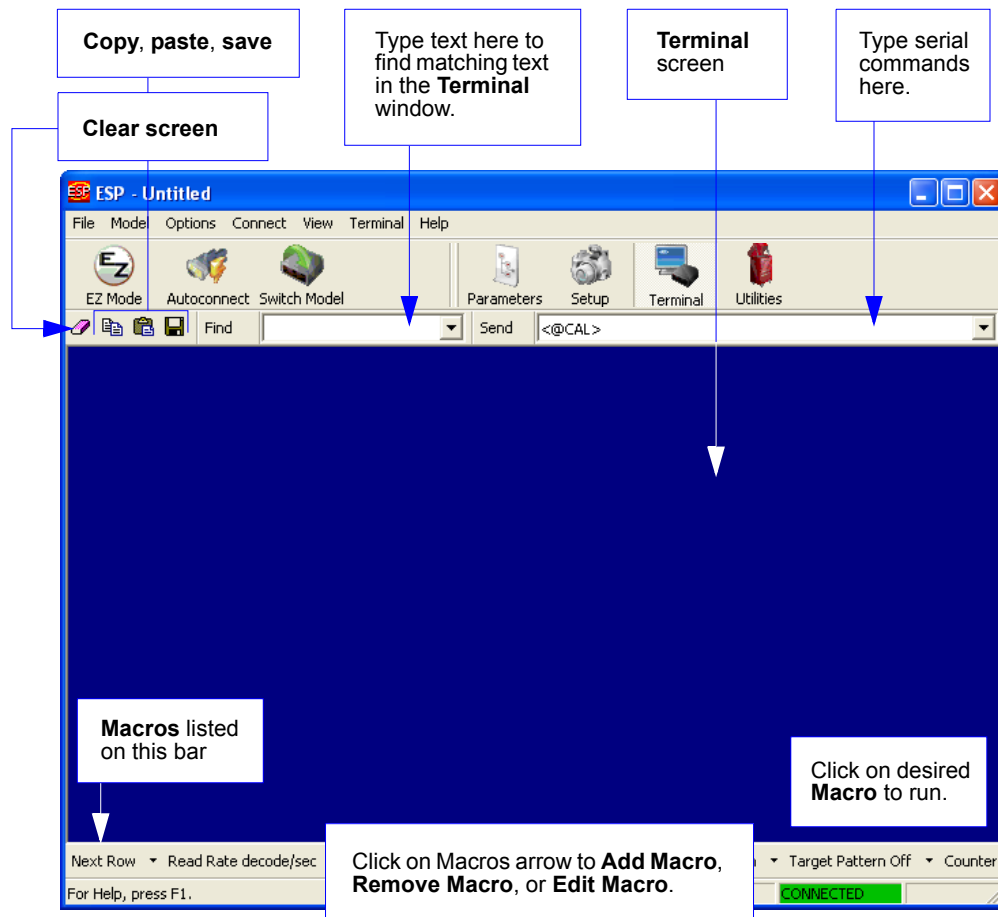 Copy, paste, save
Clear screen
Type text here to
find matching text
in the Terminal
window.
Terminal
screen
Type serial
commands
here.
ESP - Untitled
File Model Options Connect View Terminal Help
EZ
EZ Mode Autoconnect Switch Model Parameters Setup Terminal Utilities
Find Send <@CAL>
Macros listed
on this bar
Click on desired
Macro to run.
Next Row Read Rate decode/sec Target Pattern Off Counter
Click on Macros arrow to Add Macro,
Remove Macro, or Edit Macro.
For Help, press F1. CONNECTED